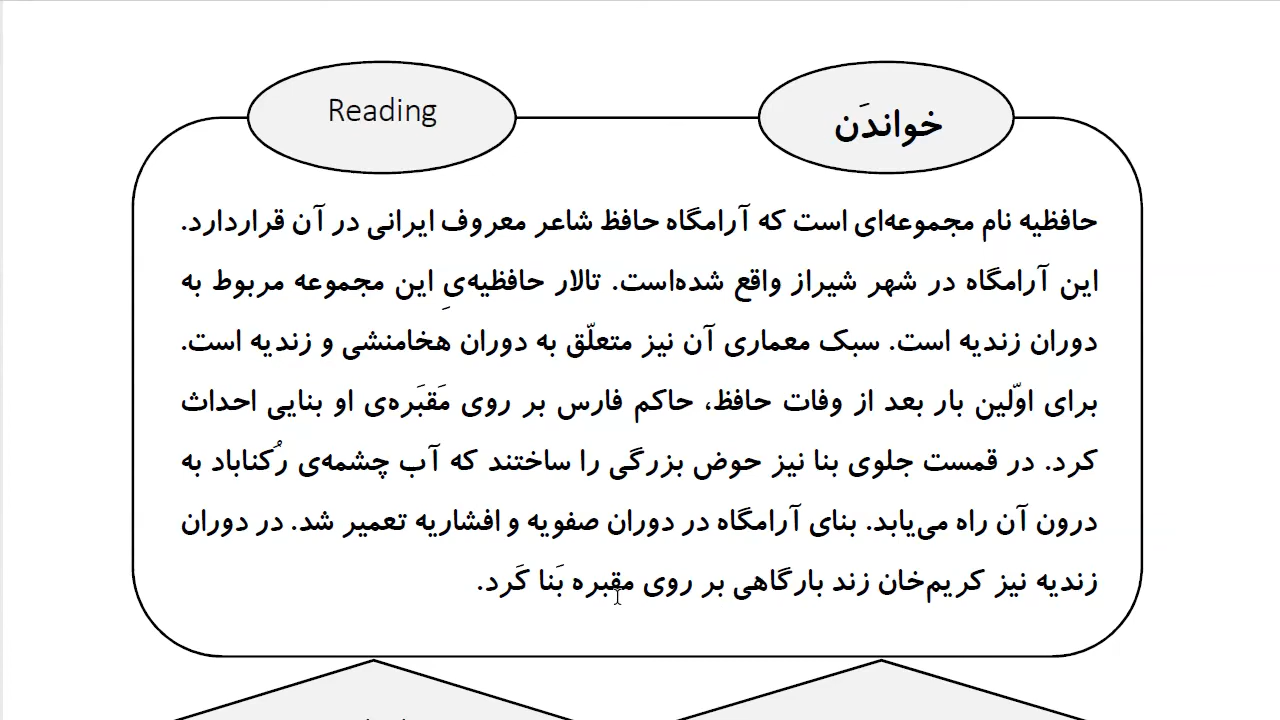 Reading
خواندَن
حافظیه نام مجموعه‌ای است که آرامگاه حافظ شاعر معروف ایرانی در آن قراردارد.
این آرامگاه در شهر شیراز واقع شده‌است. تالار حافظیه‌یِ این مجموعه مربوط به
دوران زندیه است. سبک معماری آن نیز متعلّق به دوران هخامنشی و زندیه است.
برای اوّلین بار بعد از وفات حافظ، حاکم فارس بر روی مَقبَره‌ی او بنایی احداث
کرد. در قمست جلوی بنا نیز حوض بزرگی را ساختند که آب چشمه‌ی رُکناباد به
درون آن راه می‌یابد. بنای آرامگاه در دوران صفویه و افشاریه تعمیر شد. در دوران
زندیه نیز کریم‌خان زند بارگاهی بر روی مقبره بَنا کَرد.